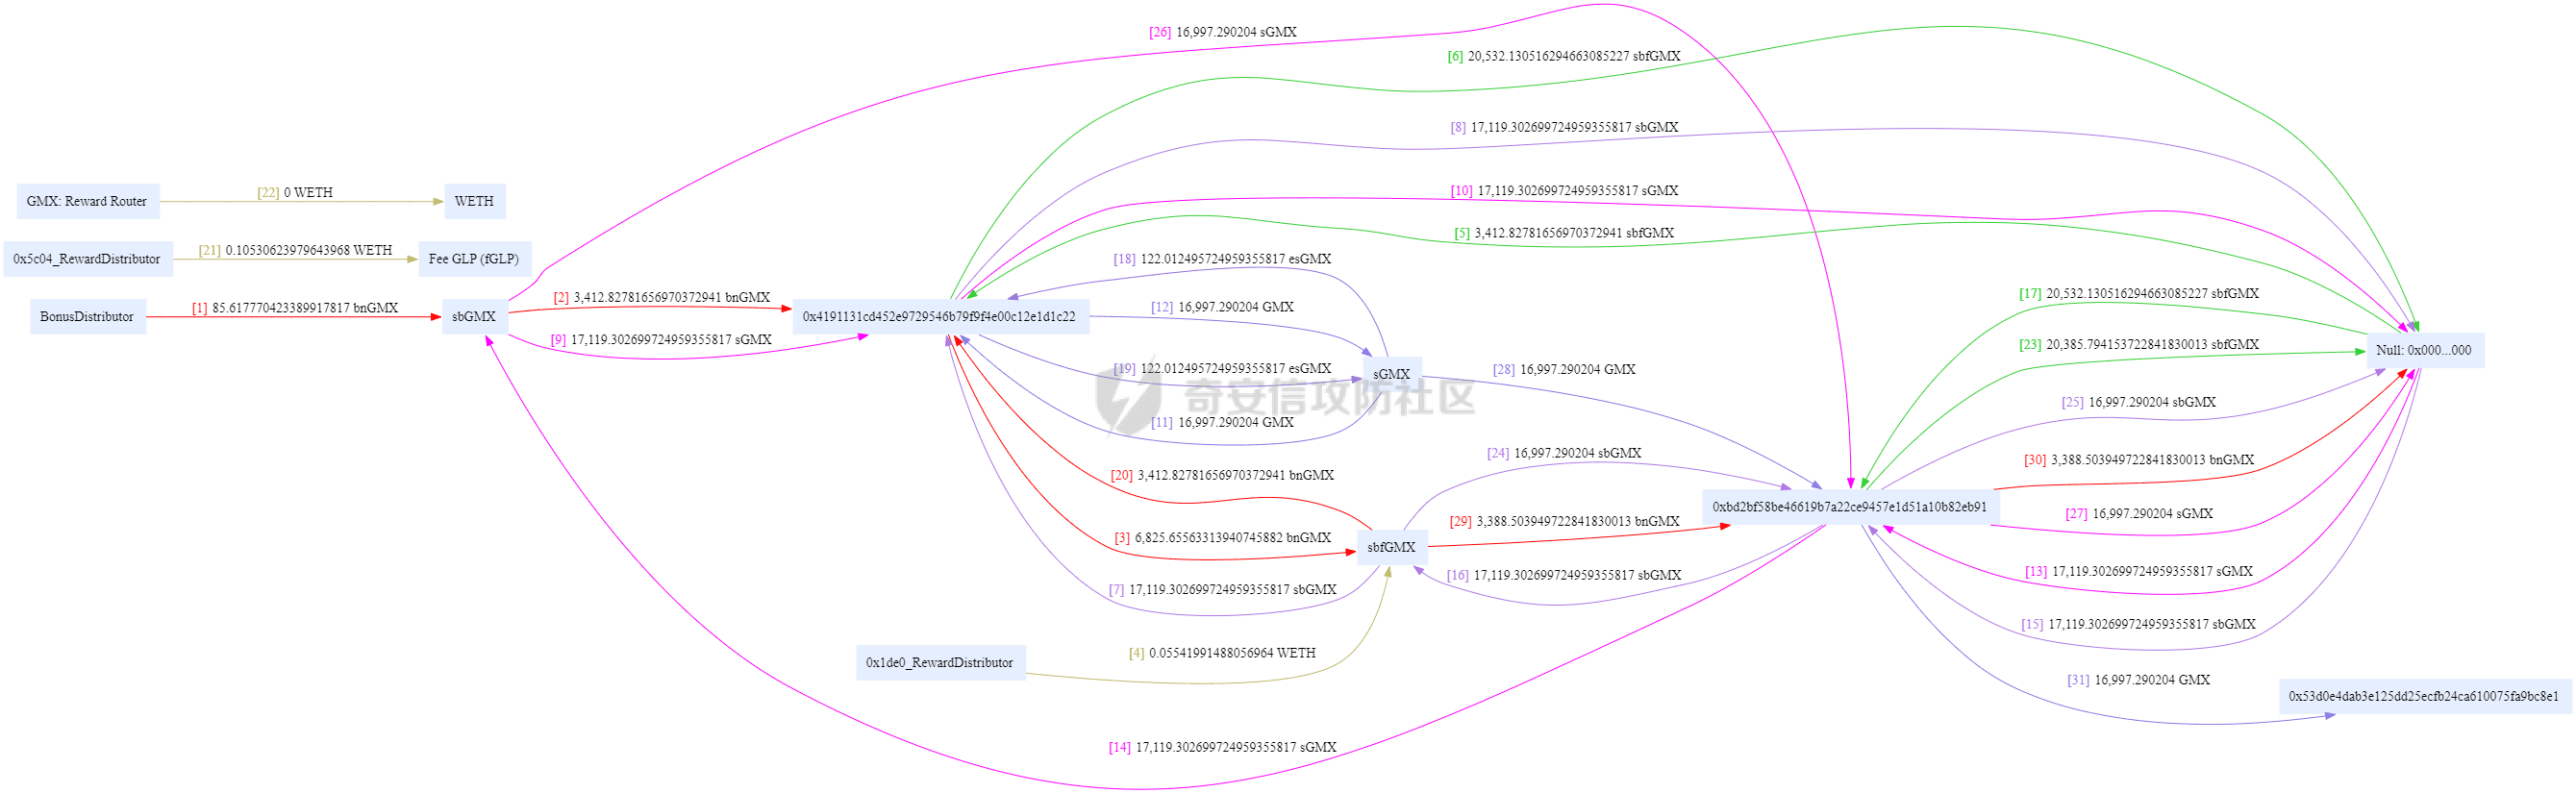 [26] 16,997.290204 sGMX
[6] 20,532.130516294663085227 sbfGMX
[8] 17,119.302699724959355817 sbGMX
GMX: Reward Router
[22] 0 WETH
WETH
[10] 17,119.302699724959355817 sGMX
[5] 3,412.82781656970372941 sbfGMX
0x5c04_RewardDistributor
[21] 0.10530623979643968 WETH
Fee GLP (fGLP)
[18] 122.012495724959355817 esGMX
BonusDistributor
[1] 85.617770423389917817 bnGMX
sbGMX
[2] 3,412.82781656970372941 bnGMX
0x4191131cd452e9729546b79f9f4e00c12e1d1c22
[12] 16,997.290204 GMX
[17] 20,532.130516294663085227 sbfGMX
[9] 17,119.302699724959355817 sGMX
[23] 20,385.794153722841830013 sbfGMX
Null: 0x000...000
[19] 122.012495724959355817 esGMX
sGMX
[28] 16,997.290204 GMX
奇安信攻防社区
[25] 16,997.290204 sbGMX
[11] 16,997.290204 GMX
[24] 16,997.290204 sbGMX
[30] 3,388.503949722841830013 bnGMX
[20] 3,412.82781656970372941 bnGMX
0xbd2bf58be46619b7a22ce9457e1d51a10b82eb91
[27] 16,997.290204 sGMX
[29] 3,388.503949722841830013 bnGMX
[3] 6,825.65563313940745882 bnGMX
sbfGMX
[16] 17,119.302699724959355817 sbGMX
[13] 17,119.302699724959355817 sGMX
[7] 17,119.302699724959355817 sbGMX
[15] 17,119.302699724959355817 sbGMX
0x1de0_RewardDistributor
[4] 0.05541991488056964 WETH
[31] 16,997.290204 GMX
0x53d0e4dab3e125dd25ecfb24ca610075fa9bc8e1
[14] 17,119.302699724959355817 sGMX